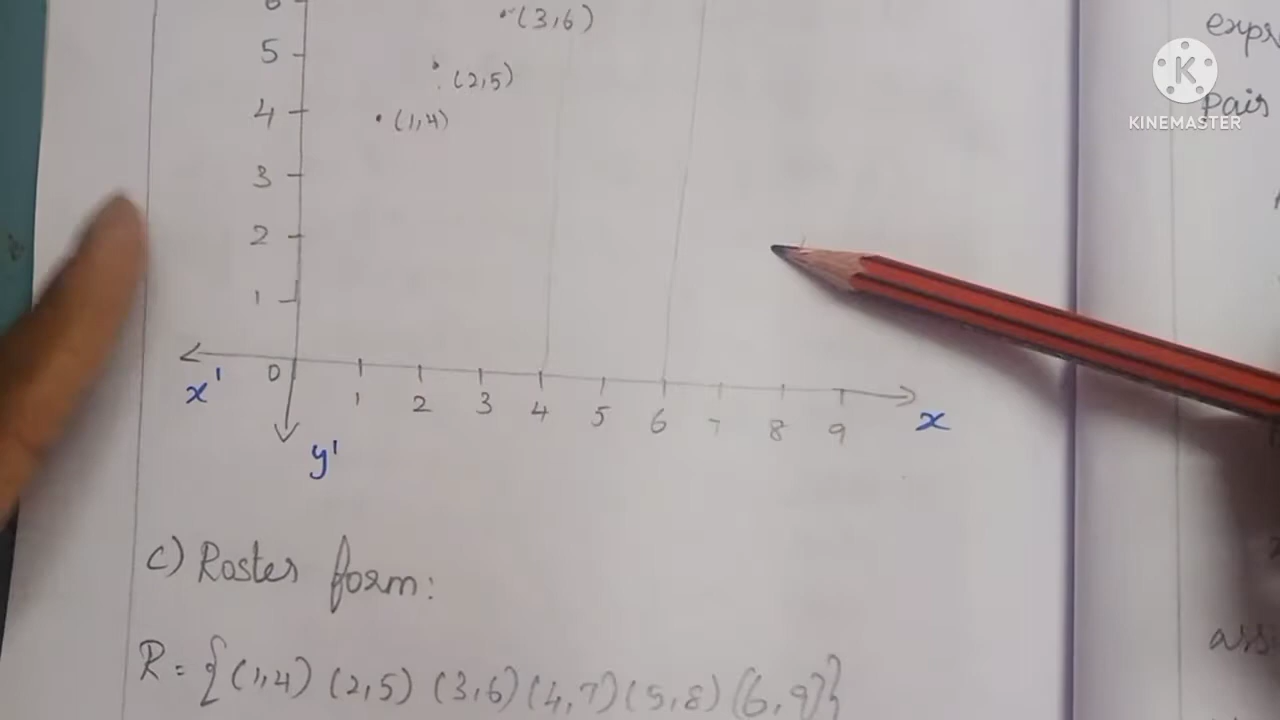 6 (3,6)
5
(2,5)
4 (1,4)
3
2
1
0
x'
1 2 3 4 5 6 7 8 9
x
y'
c) Roster form:
R = {(1,4) (2,5) (3,6) (4,7) (5,8) (6,9)}
pair
KINEMASTER